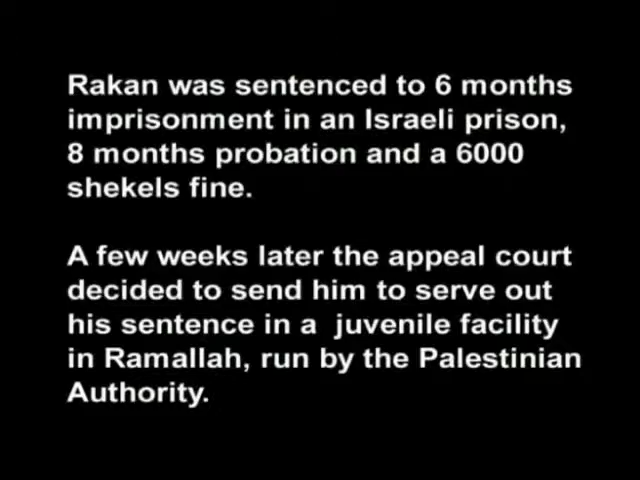 Rakan was sentenced to 6 months
imprisonment in an Israeli prison,
8 months probation and a 6000
shekels fine.
A few weeks later the appeal court
decided to send him to serve out
his sentence in a  juvenile facility
in Ramallah, run by the Palestinian
Authority.